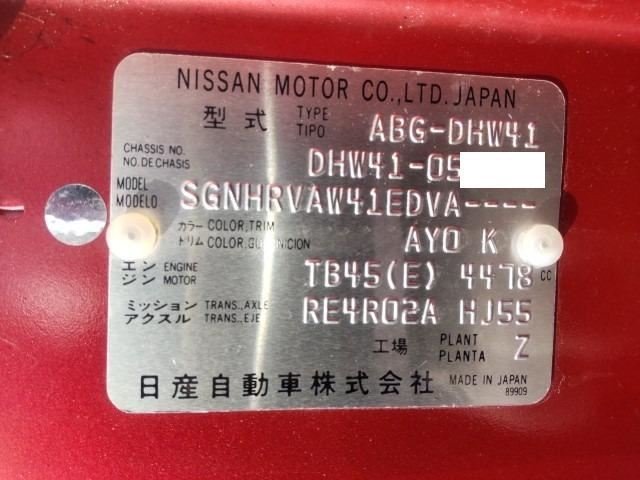 NISSAN MOTOR CO.,LTD. JAPAN
型式 TYPE TIPO ABG-DHW41
CHASSIS NO. NO. DE CHASIS DHW41-05
MODEL MODELO SGNHRVAW41EDVA----
カラー COLOR,TRIM
トリム COLOR,GUARNICION AY0 K
エンジン ENGINE MOTOR TB45(E) 4478 CC
ミッション TRANS.,AXLE
アクスル TRANS.,EJE RE4R02A HJ55
工場 PLANT PLANTA Z
日産自動車株式会社 MADE IN JAPAN
89909